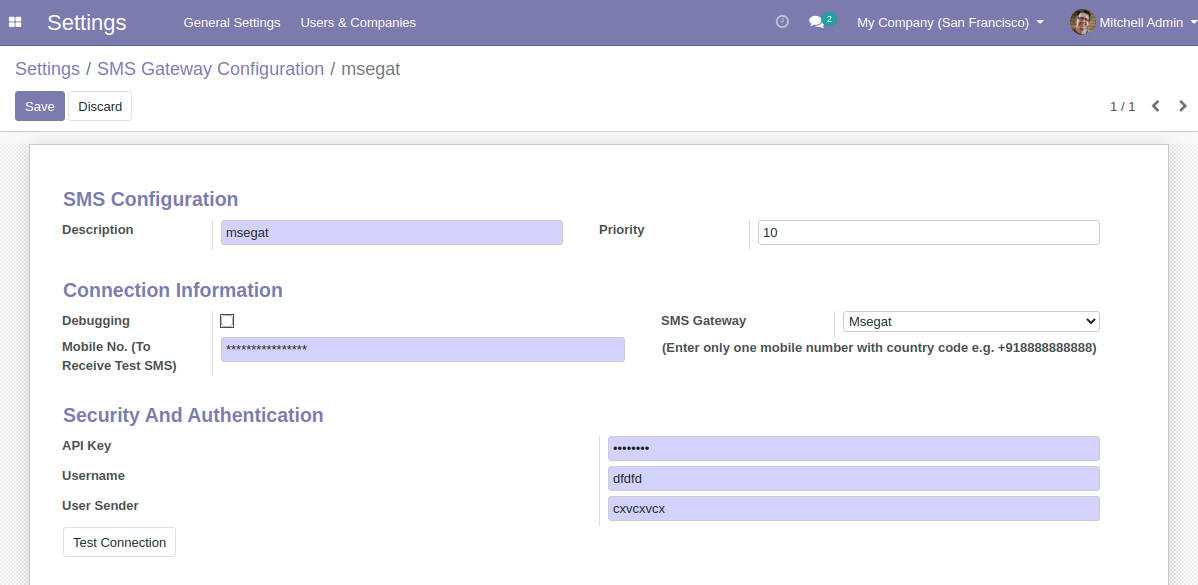 Settings General Settings Users & Companies 2 My Company (San Francisco) Mitchell Admin
Settings / SMS Gateway Configuration / msegat
Save Discard 1 / 1
SMS Configuration
Description msegat Priority 10
Connection Information
Debugging SMS Gateway Msegat
Mobile No. (To **************** (Enter only one mobile number with country code e.g. +918888888888)
Receive Test SMS)
Security And Authentication
API Key ••••••••
Username dfdfd
User Sender cxvcxvcx
Test Connection